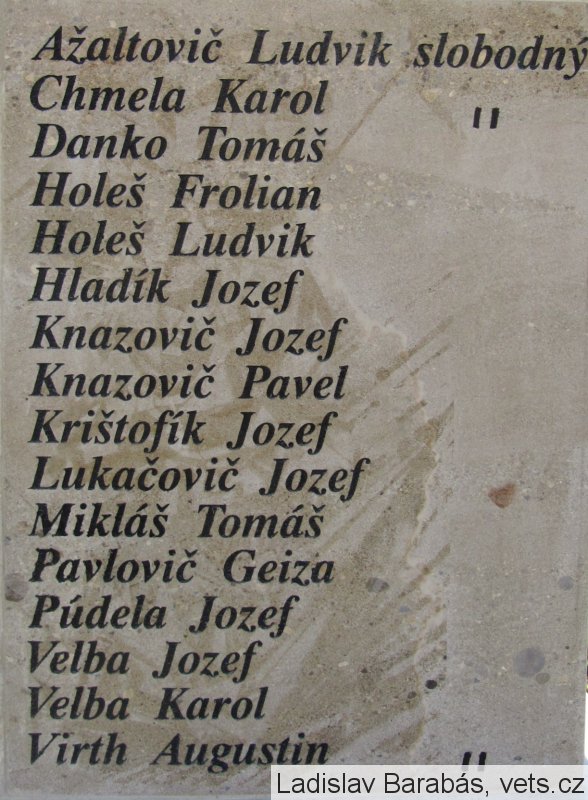 Ažaltovič Ludvik slobodný
Chmela Karol "
Danko Tomáš
Holeš Frolian
Holeš Ludvik
Hladík Jozef
Knazovič Jozef
Knazovič Pavel
Krištofík Jozef
Lukačovič Jozef
Mikláš Tomáš
Pavlovič Geiza
Púdela Jozef
Velba Jozef
Velba Karol
Virth Augustin "
Ladislav Barabás, vets.cz